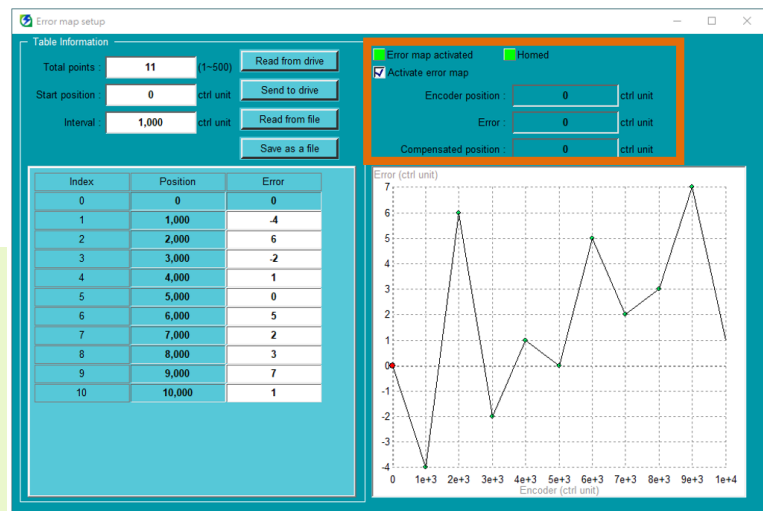 Error map setup
Table Information
Total points : 11 (1~500) Read from drive
Start position : 0 ctrl unit Send to drive
Interval : 1,000 ctrl unit Read from file
Save as a file
Error map activated Homed
Activate error map
Encoder position : 0 ctrl unit
Error : 0 ctrl unit
Compensated position : 0 ctrl unit
Index Position Error
0 0 0
1 1,000 -4
2 2,000 6
3 3,000 -2
4 4,000 1
5 5,000 0
6 6,000 5
7 7,000 2
8 8,000 3
9 9,000 7
10 10,000 1
Error (ctrl unit)
7
6
5
4
3
2
1
0
-1
-2
-3
-4
0 1e+3 2e+3 3e+3 4e+3 5e+3 6e+3 7e+3 8e+3 9e+3 1e+4
Encoder (ctrl unit)